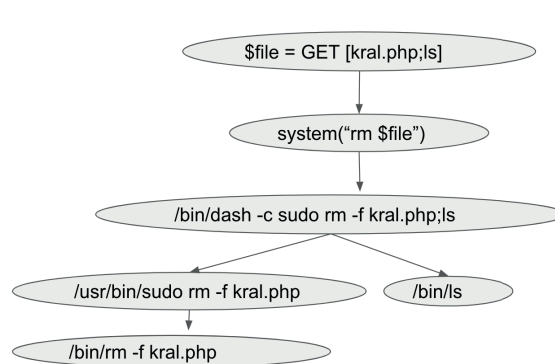 $file = GET [kral.php;ls]
system(“rm $file”)
/bin/dash -c sudo rm -f kral.php;ls
/usr/bin/sudo rm -f kral.php
/bin/ls
/bin/rm -f kral.php